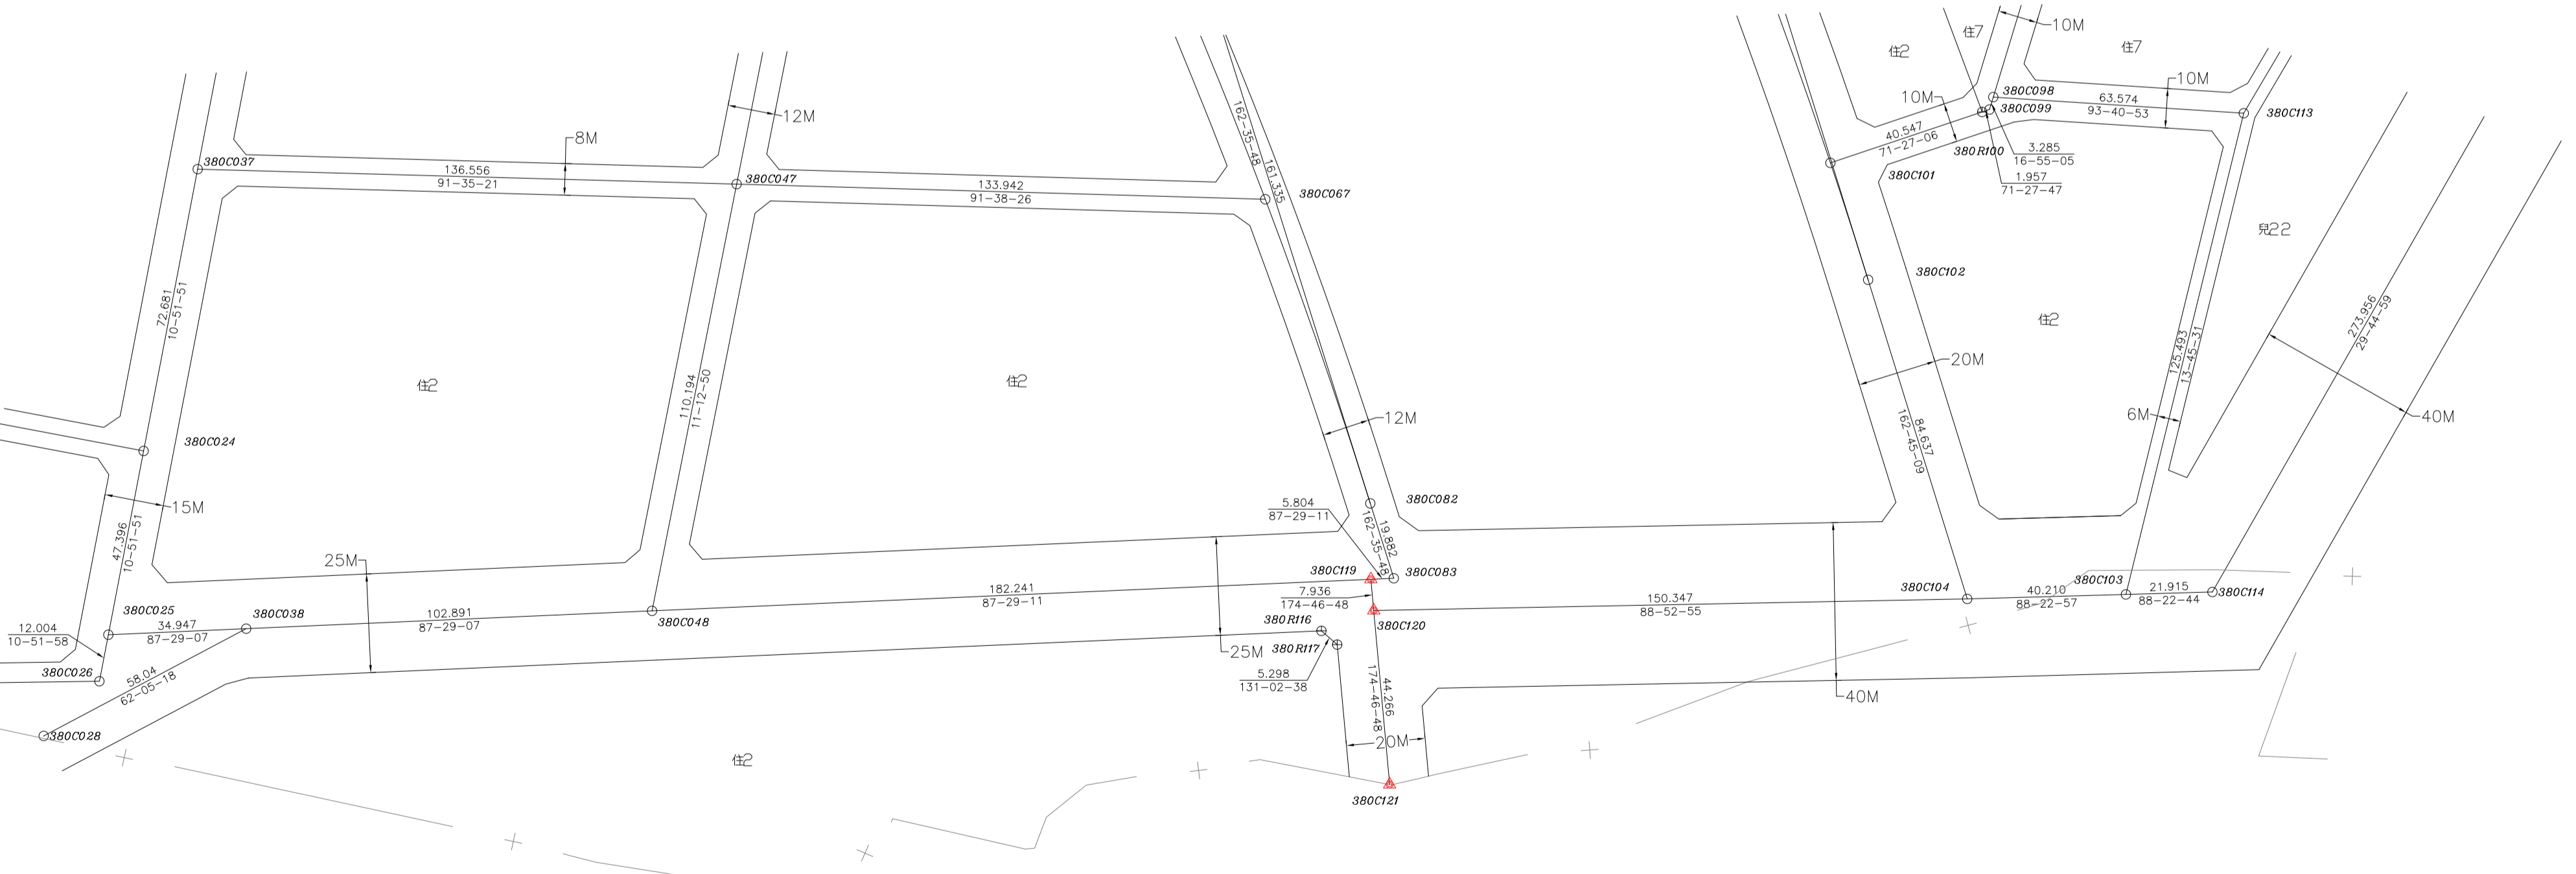 10M
住7
住2
住7
10M
10M
380C098
63.574
93-40-53
380C099
380C113
40.547
71-27-06
380R100
3.285
16-55-05
380C101
1.957
71-27-47
12M
8M
380C037
136.556
91-35-21
380C047
133.942
91-38-26
162-35-48
161.335
380C067
兒22
380C102
72.681
10-51-51
273.956
29-44-59
住2
住2
住2
110.194
11-12-50
20M
125.493
13-45-31
12M
6M
40M
84.637
162-45-09
380C024
15M
47.396
10-51-51
380C082
5.804
87-29-11
19.882
162-35-48
25M
380C119
380C083
380C104
380C103
40.210
88-22-57
21.915
88-22-44
380C114
182.241
87-29-11
7.936
174-46-48
150.347
88-52-55
380C025
380C038
102.891
87-29-07
380C048
380R116
380C120
12.004
10-51-58
34.947
87-29-07
380C026
58.04
62-05-18
25M
380R117
5.298
131-02-38
44.266
174-46-48
40M
380C028
20M
住2
380C121